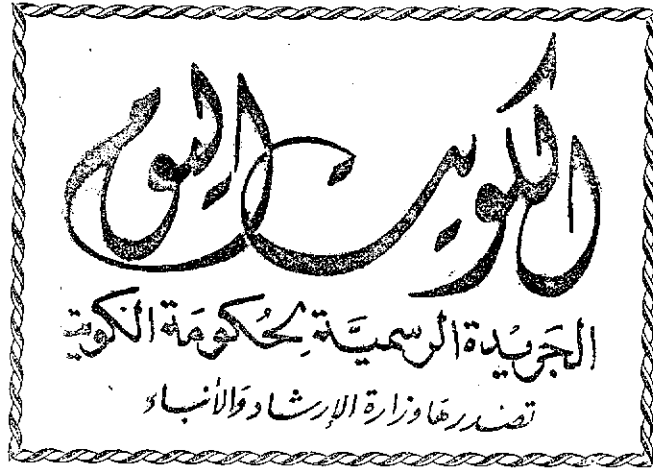 الكويت اليوم
الجريدة الرسمية لحكومة الكويت
تصدرها وزارة الإرشاد والأنباء